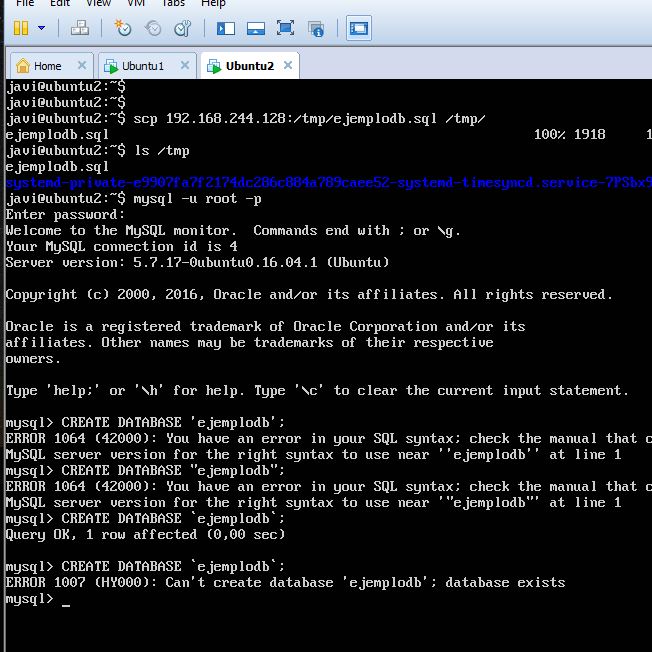 File Edit View VM Tabs Help
Home Ubuntu1 Ubuntu2
javi@ubuntu2:~$
javi@ubuntu2:~$
javi@ubuntu2:~$ scp 192.168.244.128:/tmp/ejemplodb.sql /tmp/
ejemplodb.sql 100% 1918 1
javi@ubuntu2:~$ ls /tmp
ejemplodb.sql
systemd-private-e9907fa7f2174dc286c884a789caee52-systemd-timesyncd.service-7PSbx5
javi@ubuntu2:~$ mysql -u root -p
Enter password:
Welcome to the MySQL monitor.  Commands end with ; or \g.
Your MySQL connection id is 4
Server version: 5.7.17-0ubuntu0.16.04.1 (Ubuntu)
Copyright (c) 2000, 2016, Oracle and/or its affiliates. All rights reserved.
Oracle is a registered trademark of Oracle Corporation and/or its
affiliates. Other names may be trademarks of their respective
owners.
Type 'help;' or '\h' for help. Type '\c' to clear the current input statement.
mysql> CREATE DATABASE 'ejemplodb';
ERROR 1064 (42000): You have an error in your SQL syntax; check the manual that c
MySQL server version for the right syntax to use near ''ejemplodb'' at line 1
mysql> CREATE DATABASE "ejemplodb";
ERROR 1064 (42000): You have an error in your SQL syntax; check the manual that c
MySQL server version for the right syntax to use near '"ejemplodb"' at line 1
mysql> CREATE DATABASE `ejemplodb`;
Query OK, 1 row affected (0,00 sec)
mysql> CREATE DATABASE `ejemplodb`;
ERROR 1007 (HY000): Can't create database 'ejemplodb'; database exists
mysql> _